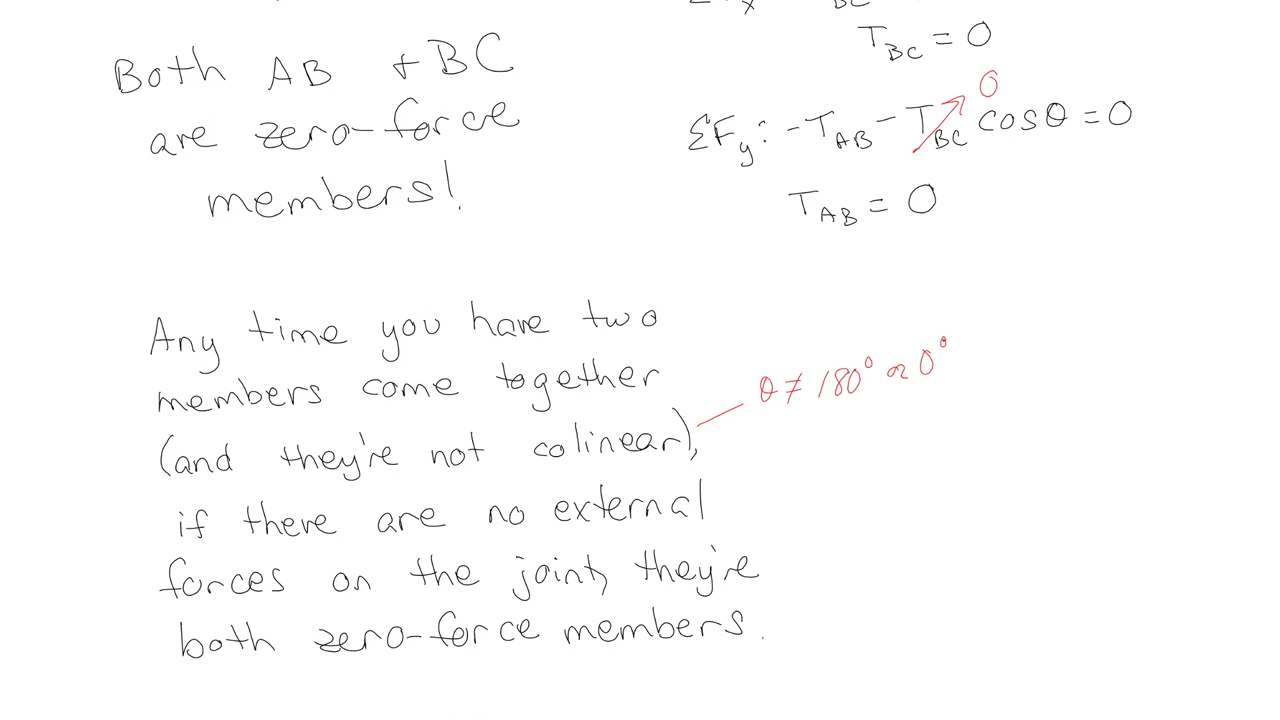 BC
T_BC = 0
Both AB + BC
are zero-force
members!
0
ΣF_y: -T_AB - T_BC cosθ = 0
T_AB = 0
Any time you have two
members come together
(and they're not colinear),
θ ≠ 180° or 0°
if there are no external
forces on the joint, they're
both zero-force members.